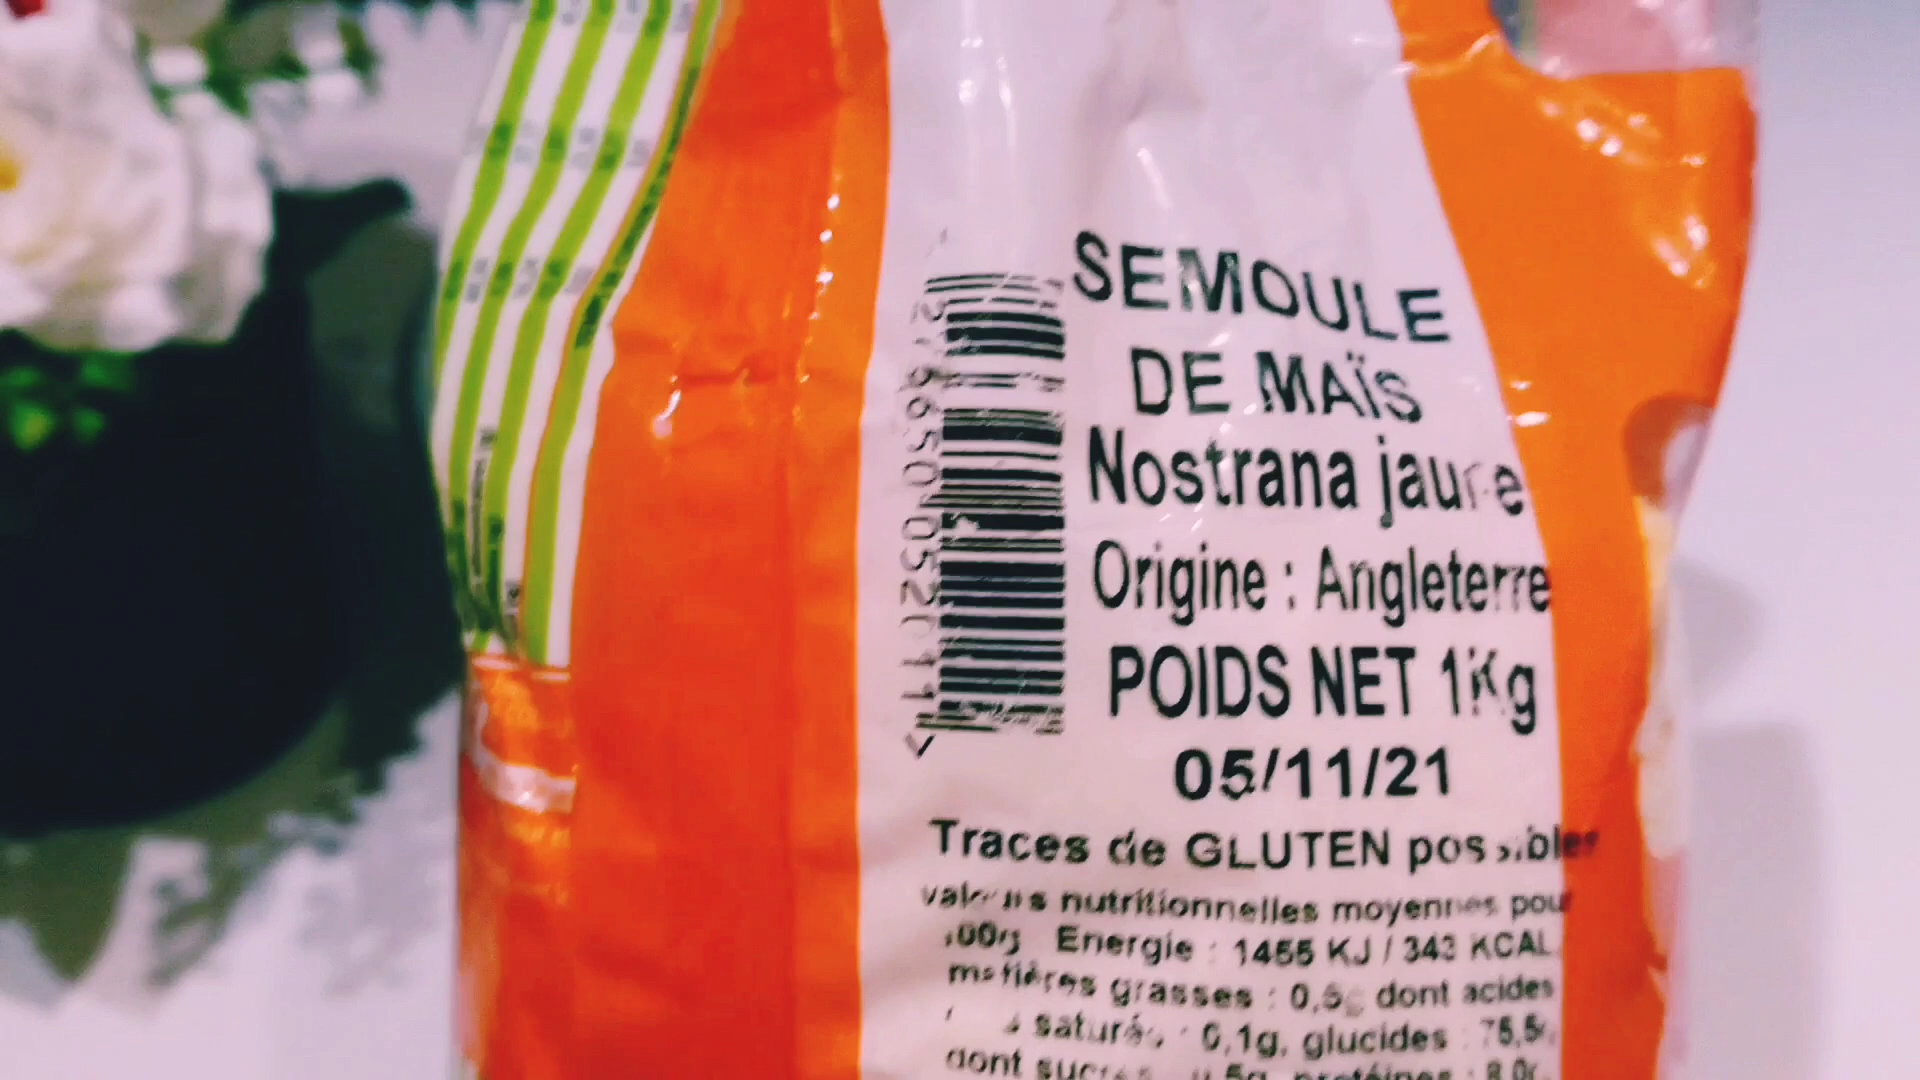 SEMOULE
DE MAÏS
Nostrana jaune
Origine : Angleterre
POIDS NET 1Kg
05/11/21
Traces de GLUTEN possibles
valeurs nutritionnelles moyennes pour
100g Energie : 1455 KJ / 343 KCAL
matières grasses : 0,5g dont acides
saturés : 0,1g, glucides : 75,5g
dont sucres 5g, protéines : 8,0g